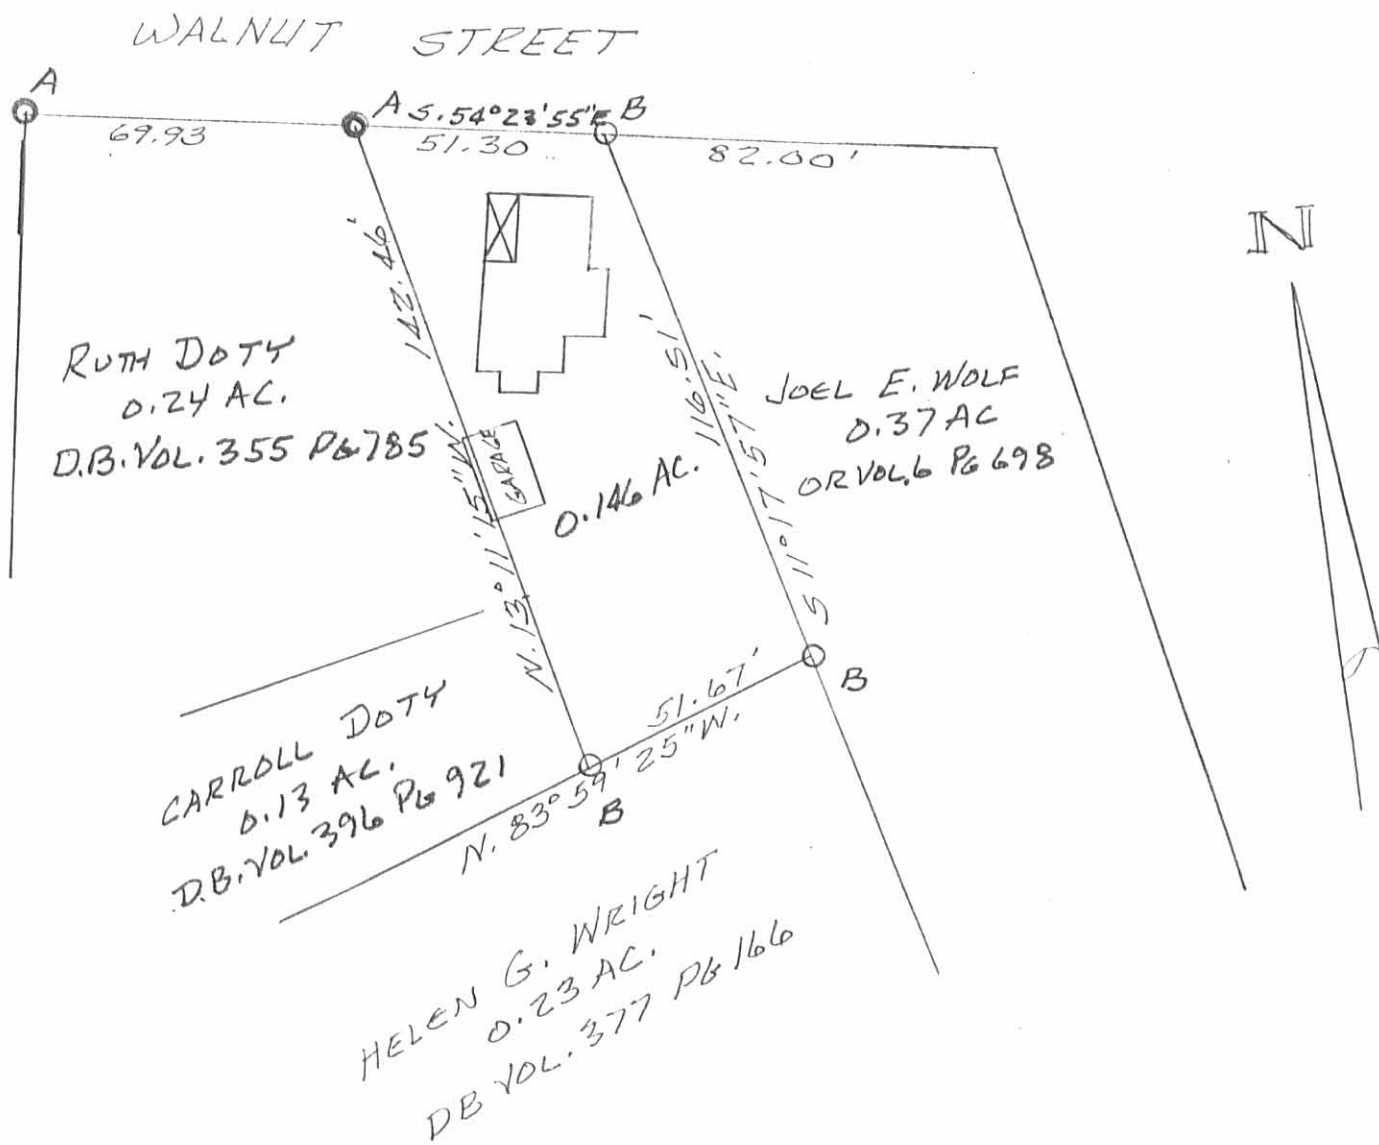 WALNUT STREET
A
A S. 54°23'55"E B
69.93
51.30
82.00'
N
142.46'
N. 13°11'15"W.
RUTH DOTY
0.24 AC.
D.B. VOL. 355 PG 785
GARAGE
0.146 AC.
116.51'
S 11°17'57"E.
JOEL E. WOLF
0.37 AC
OR VOL. 6 PG 698
B
51.67'
N. 83°59'25"W.
B
CARROLL DOTY
0.13 AC.
D.B. VOL. 396 PG 921
HELEN G. WRIGHT
0.23 AC.
DB VOL. 377 PG 166